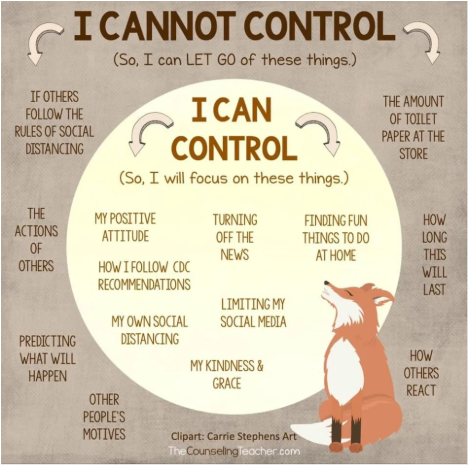 I CANNOT CONTROL
(So, I can LET GO of these things.)
IF OTHERS
FOLLOW THE
RULES OF SOCIAL
DISTANCING
THE AMOUNT
OF TOILET
PAPER AT THE
STORE
I CAN
CONTROL
(So, I will focus on these things.)
THE
ACTIONS
OF
OTHERS
MY POSITIVE
ATTITUDE
TURNING
OFF THE
NEWS
FINDING FUN
THINGS TO DO
AT HOME
HOW
LONG
THIS
WILL
LAST
HOW I FOLLOW CDC
RECOMMENDATIONS
LIMITING MY
SOCIAL MEDIA
MY OWN SOCIAL
DISTANCING
PREDICTING
WHAT WILL
HAPPEN
MY KINDNESS &
GRACE
HOW
OTHERS
REACT
OTHER
PEOPLE'S
MOTIVES
Clipart: Carrie Stephens Art
TheCounselingTeacher.com